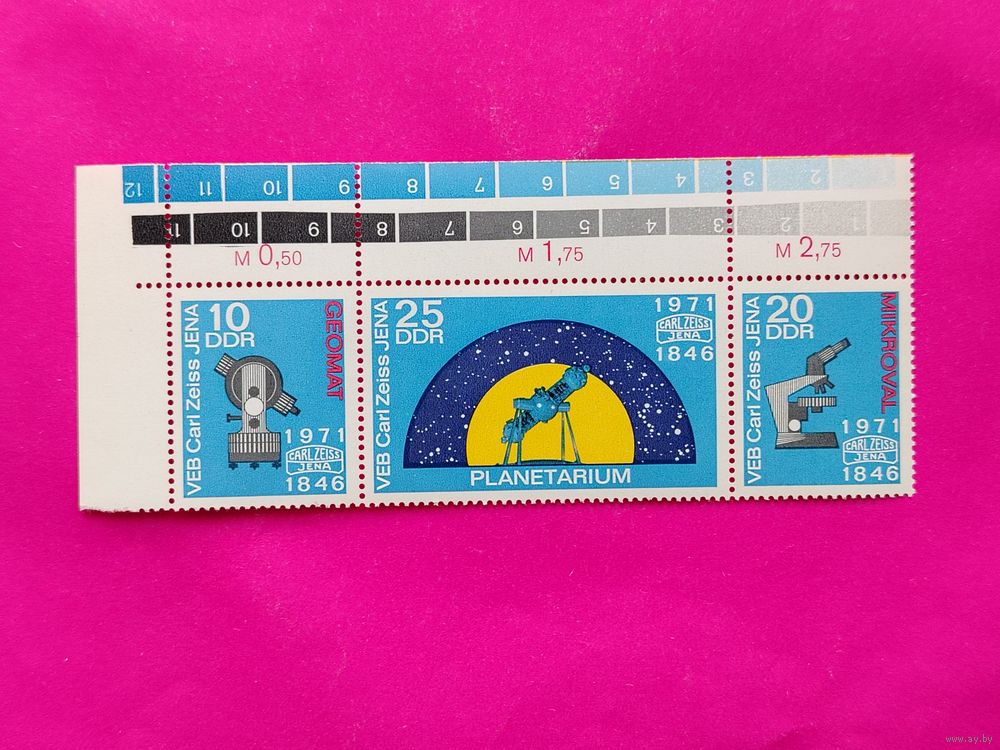 12 11 10 9 8 7 6 5 4 3 2
11 10 9 8 7 6 5 4 3 2 1
M 0,50
M 1,75
M 2,75
VEB Carl Zeiss JENA
10
DDR
GEOMAT
1971
CARL ZEISS
JENA
1846
VEB Carl Zeiss JENA
25
DDR
1971
CARL ZEISS
JENA
1846
PLANETARIUM
VEB Carl Zeiss JENA
20
DDR
MIKROVAL
1971
CARL ZEISS
JENA
1846
www.ay.by